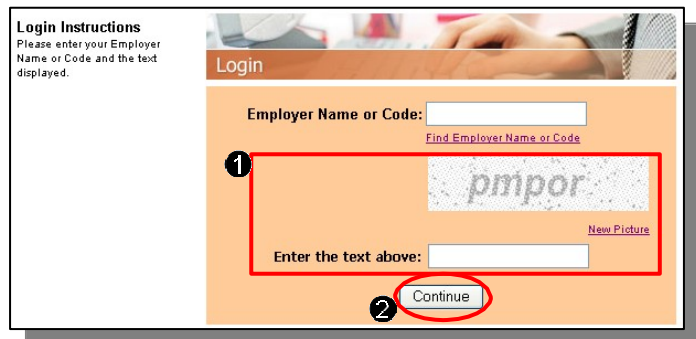 Login Instructions
Please enter your Employer
Name or Code and the text
displayed.
Login
Employer Name or Code:
Find Employer Name or Code
1
pmpor
New Picture
Enter the text above:
Continue
2